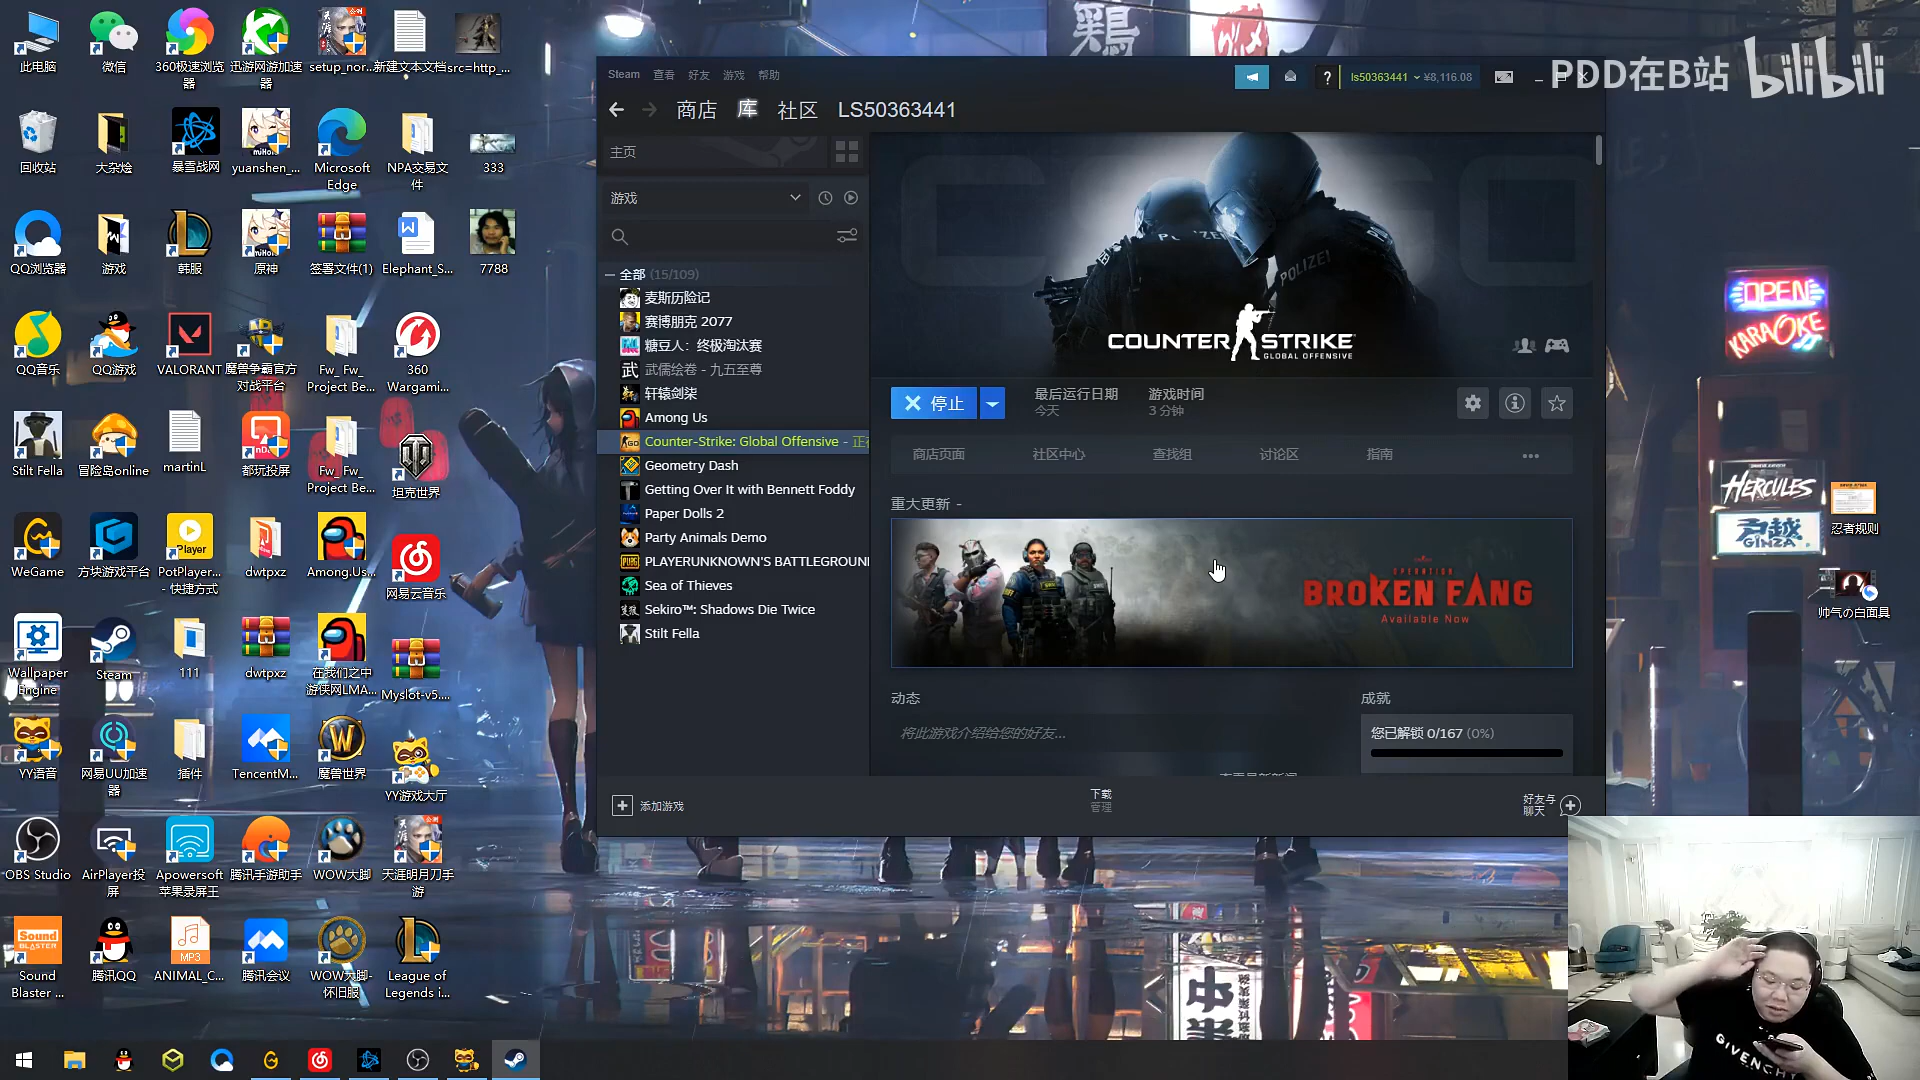 此电脑
微信
360极速浏览器
迅游网游加速器
setup_nor...
新建文本文档
src=http_...
回收站
大杂烩
暴雪战网
yuanshen_...
Microsoft Edge
NPA交易文件
333
QQ浏览器
游戏
韩服
原神
签署文件(1)
Elephant_S...
7788
QQ音乐
QQ游戏
VALORANT
魔兽争霸官方对战平台
Fw_ Fw_ Project Be...
360 Wargami...
Stilt Fella
冒险岛online
martinL
都玩投屏
Fw_ Fw_ Project Be...
坦克世界
WeGame
方块游戏平台
PotPlayer... - 快捷方式
dwtpxz
Among.Us...
网易云音乐
Wallpaper Engine
Steam
111
dwtpxz
在我们之中 游侠网LMA...
Myslot-v5....
YY语音
网易UU加速器
插件
TencentM...
魔兽世界
YY游戏大厅
OBS Studio
AirPlayer投屏
Apowersoft 苹果录屏王
腾讯手游助手
WOW大脚
天涯明月刀手游
Sound Blaster ...
腾讯QQ
ANIMAL_C...
腾讯会议
WOW大脚-怀旧服
League of Legends i...
Steam 查看 好友 游戏 帮助
ls50363441 ¥8,116.08
商店 库 社区 LS50363441
主页
游戏
全部 (15/109)
麦斯历险记
赛博朋克 2077
糖豆人：终极淘汰赛
武儒绘卷 - 九五至尊
轩辕剑柒
Among Us
Counter-Strike: Global Offensive - 正在
Geometry Dash
Getting Over It with Bennett Foddy
Paper Dolls 2
Party Animals Demo
PLAYERUNKNOWN'S BATTLEGROUN
Sea of Thieves
Sekiro™: Shadows Die Twice
Stilt Fella
添加游戏
POLIZEI
COUNTER STRIKE
GLOBAL OFFENSIVE
停止
最后运行日期
今天
游戏时间
3 分钟
商店页面 社区中心 查找组 讨论区 指南
重大更新 -
OPERATION
BROKEN FANG
Available Now
动态
将此游戏介绍给您的好友...
成就
您已解锁 0/167 (0%)
下载
管理
好友与聊天
PDD在B站 bilibili
鶏
OPEN
KARAOKE
HERCULES
GINZA
忍者规则
帅气の白面具
GIVENCHY